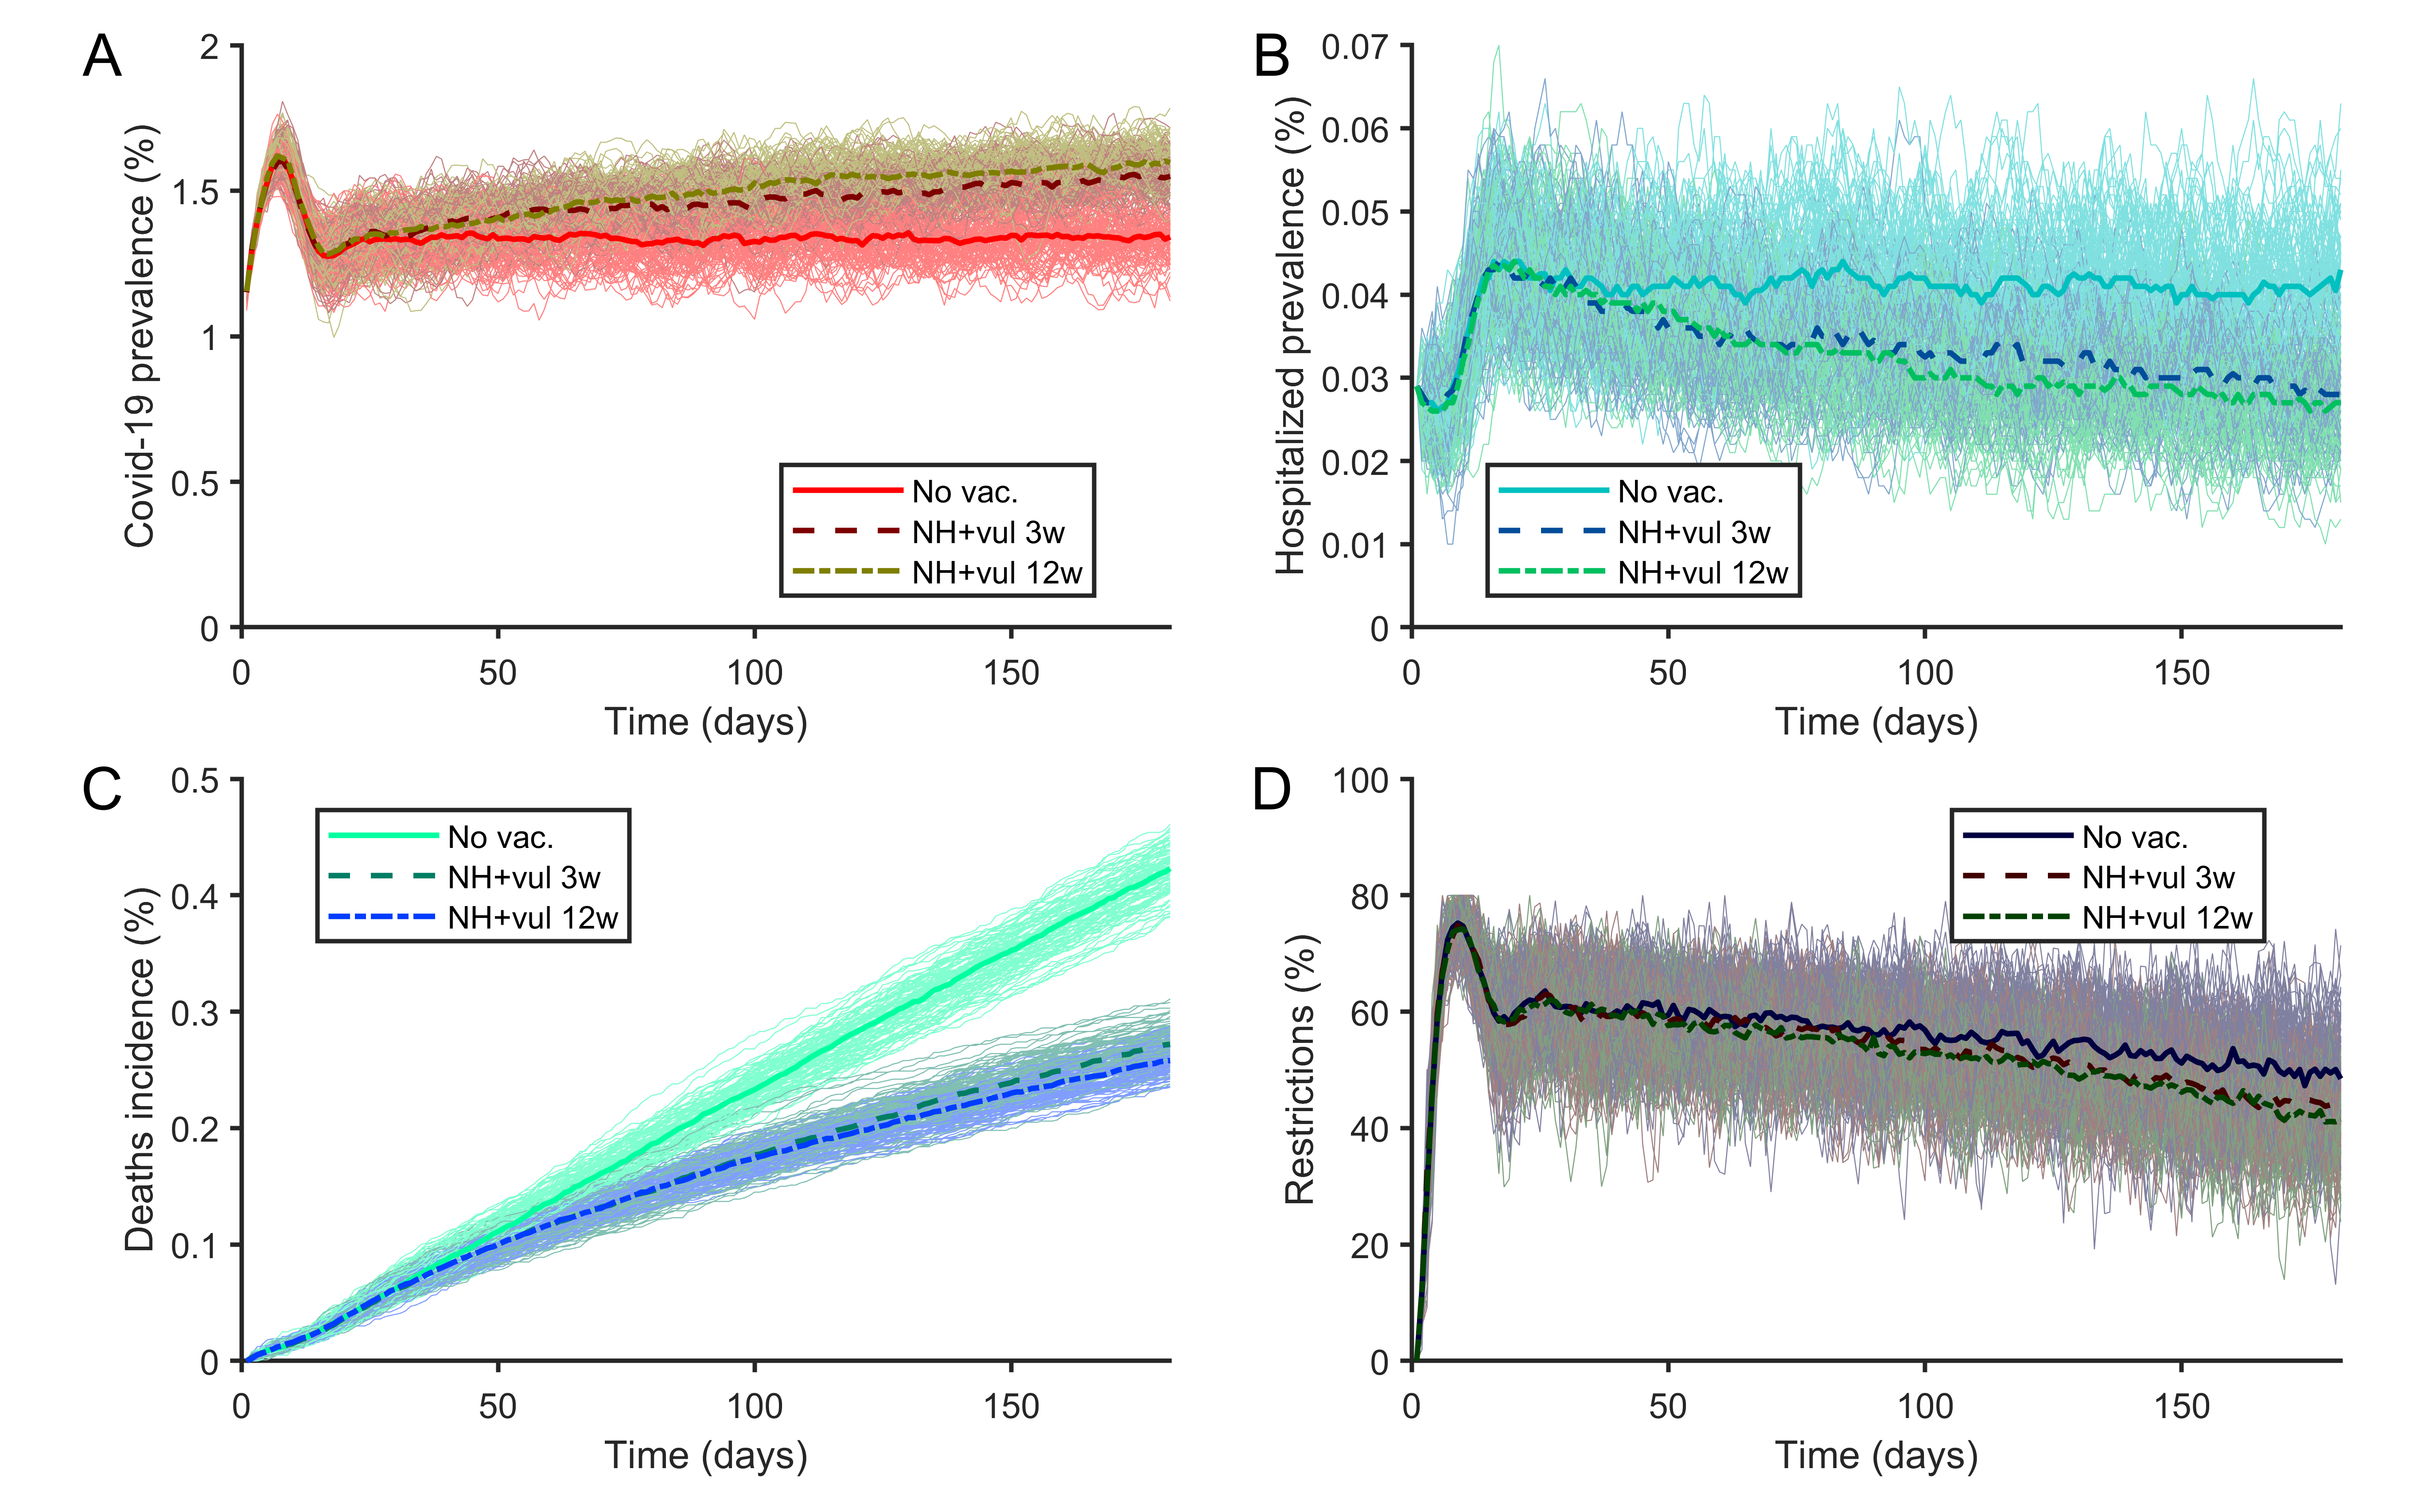 A
Covid-19 prevalence (%)
2
1.5
1
0.5
0
No vac.
NH+vul 3w
NH+vul 12w
0 50 100 150
Time (days)
B
Hospitalized prevalence (%)
0.07
0.06
0.05
0.04
0.03
0.02
0.01
0
No vac.
NH+vul 3w
NH+vul 12w
0 50 100 150
Time (days)
C
Deaths incidence (%)
0.5
0.4
0.3
0.2
0.1
0
No vac.
NH+vul 3w
NH+vul 12w
0 50 100 150
Time (days)
D
Restrictions (%)
100
80
60
40
20
0
No vac.
NH+vul 3w
NH+vul 12w
0 50 100 150
Time (days)